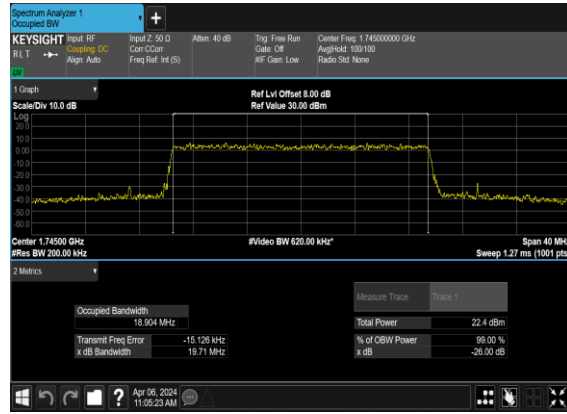 Spectrum Analyzer 1
Occupied BW
+
KEYSIGHT Input: RF Input Z: 50 Ω Atten: 40 dB Trig: Free Run Center Freq: 1.745000000 GHz
RLT Coupling: DC Corr CCorr Gate: Off Avg|Hold: 100/100
Align: Auto Freq Ref: Int (S) #IF Gain: Low Radio Std: None
1 Graph Ref Lvl Offset 8.00 dB
Scale/Div 10.0 dB Ref Value 30.00 dBm
Log
20.0
10.0
0.00
-10.0
-20.0
-30.0
-40.0
-50.0
-60.0
Center 1.74500 GHz #Video BW 620.00 kHz* Span 40 MHz
#Res BW 200.00 kHz Sweep 1.27 ms (1001 pts
2 Metrics
Measure Trace Trace 1
Occupied Bandwidth
18.904 MHz Total Power 22.4 dBm
Transmit Freq Error -15.126 kHz % of OBW Power 99.00 %
x dB Bandwidth 19.71 MHz x dB -26.00 dB
? Apr 06, 2024
11:05:23 AM